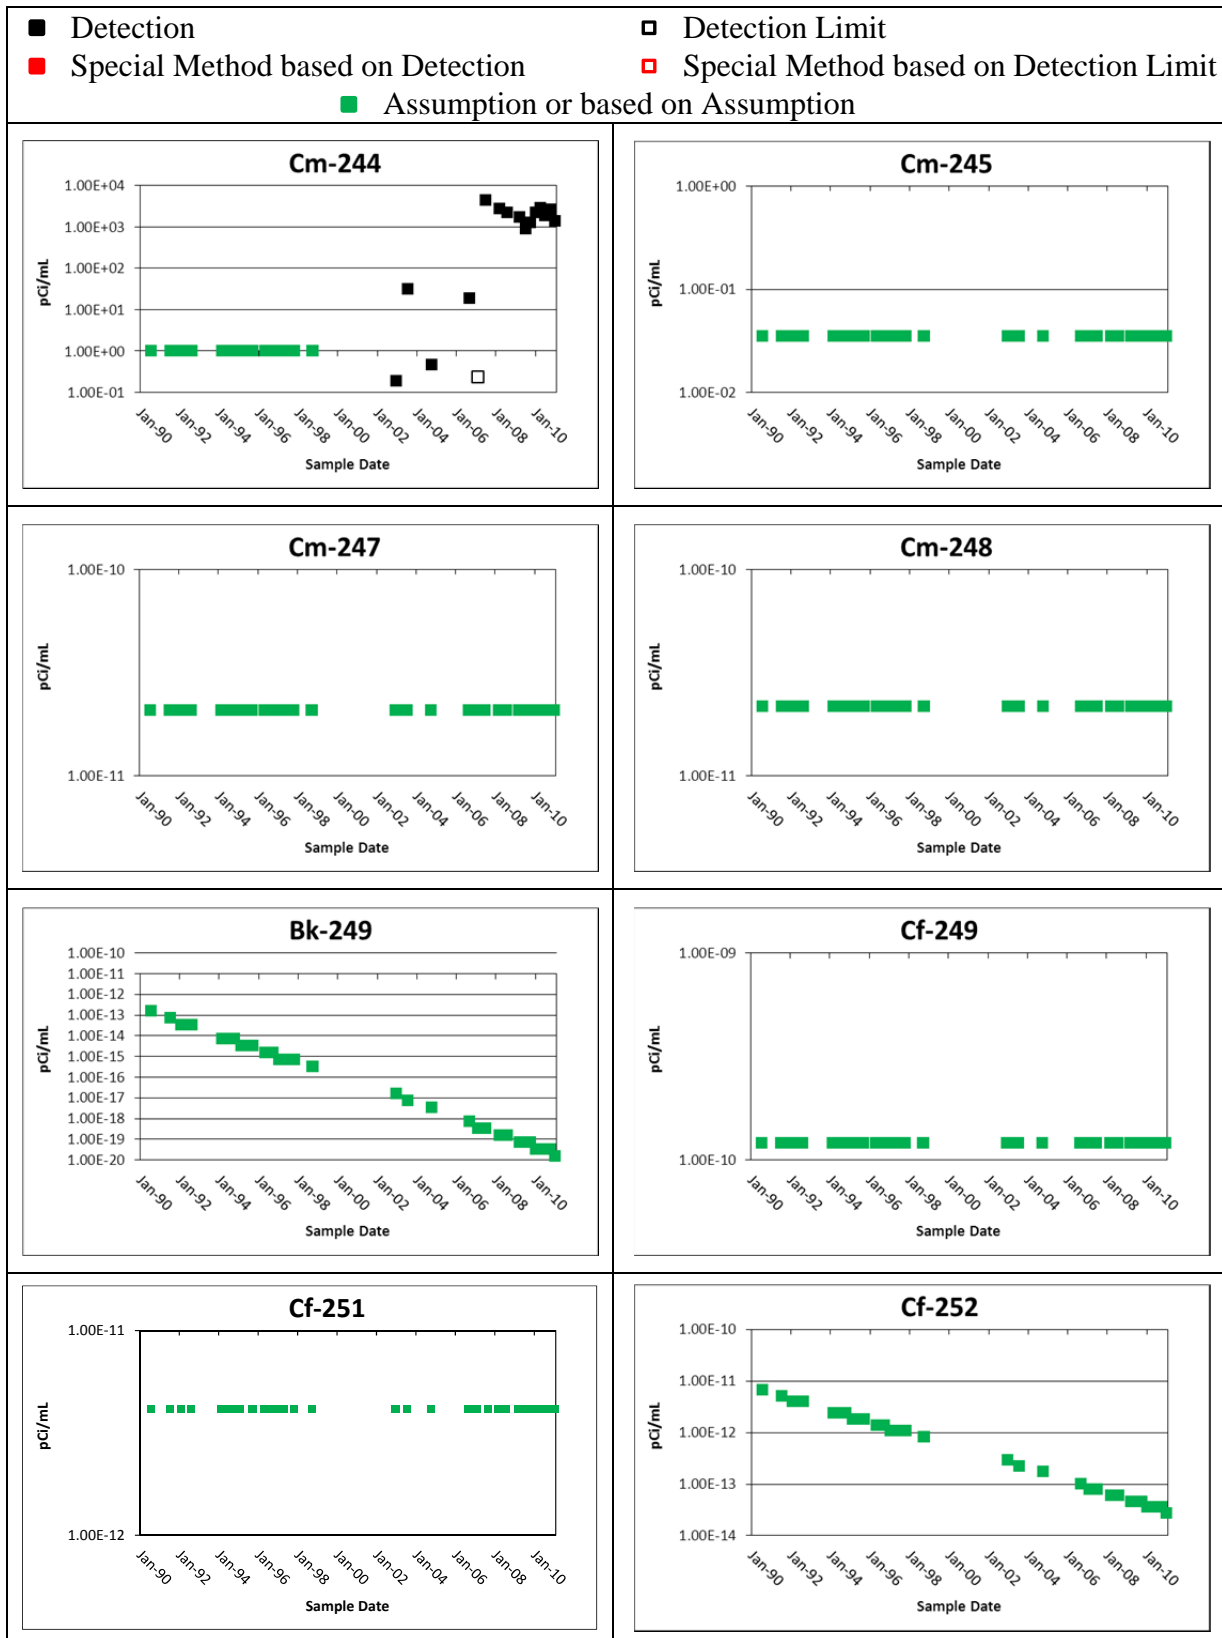 ■ Detection
□ Detection Limit
■ Special Method based on Detection
□ Special Method based on Detection Limit
■ Assumption or based on Assumption
Cm-244
1.00E+04
1.00E+03
1.00E+02
1.00E+01
1.00E+00
1.00E-01
pCi/mL
Jan-90 Jan-92 Jan-94 Jan-96 Jan-98 Jan-00 Jan-02 Jan-04 Jan-06 Jan-08 Jan-10
Sample Date
Cm-245
1.00E+00
1.00E-01
1.00E-02
pCi/mL
Jan-90 Jan-92 Jan-94 Jan-96 Jan-98 Jan-00 Jan-02 Jan-04 Jan-06 Jan-08 Jan-10
Sample Date
Cm-247
1.00E-10
1.00E-11
pCi/mL
Jan-90 Jan-92 Jan-94 Jan-96 Jan-98 Jan-00 Jan-02 Jan-04 Jan-06 Jan-08 Jan-10
Sample Date
Cm-248
1.00E-10
1.00E-11
pCi/mL
Jan-90 Jan-92 Jan-94 Jan-96 Jan-98 Jan-00 Jan-02 Jan-04 Jan-06 Jan-08 Jan-10
Sample Date
Bk-249
1.00E-10
1.00E-11
1.00E-12
1.00E-13
1.00E-14
1.00E-15
1.00E-16
1.00E-17
1.00E-18
1.00E-19
1.00E-20
pCi/mL
Jan-90 Jan-92 Jan-94 Jan-96 Jan-98 Jan-00 Jan-02 Jan-04 Jan-06 Jan-08 Jan-10
Sample Date
Cf-249
1.00E-09
1.00E-10
pCi/mL
Jan-90 Jan-92 Jan-94 Jan-96 Jan-98 Jan-00 Jan-02 Jan-04 Jan-06 Jan-08 Jan-10
Sample Date
Cf-251
1.00E-11
1.00E-12
pCi/mL
Jan-90 Jan-92 Jan-94 Jan-96 Jan-98 Jan-00 Jan-02 Jan-04 Jan-06 Jan-08 Jan-10
Sample Date
Cf-252
1.00E-10
1.00E-11
1.00E-12
1.00E-13
1.00E-14
pCi/mL
Jan-90 Jan-92 Jan-94 Jan-96 Jan-98 Jan-00 Jan-02 Jan-04 Jan-06 Jan-08 Jan-10
Sample Date